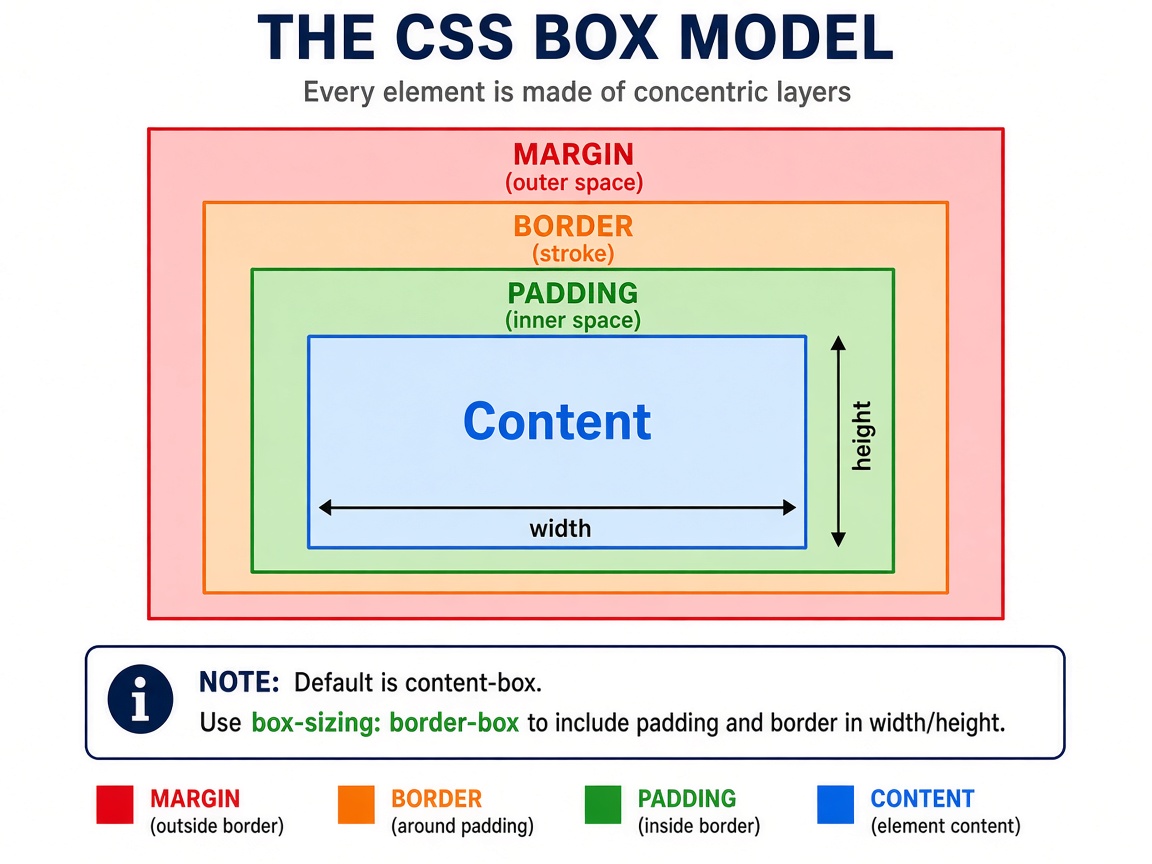 THE CSS BOX MODEL
Every element is made of concentric layers
MARGIN
(outer space)
BORDER
(stroke)
PADDING
(inner space)
Content
height
width
NOTE: Default is content-box.
Use box-sizing: border-box to include padding and border in width/height.
MARGIN
(outside border)
BORDER
(around padding)
PADDING
(inside border)
CONTENT
(element content)